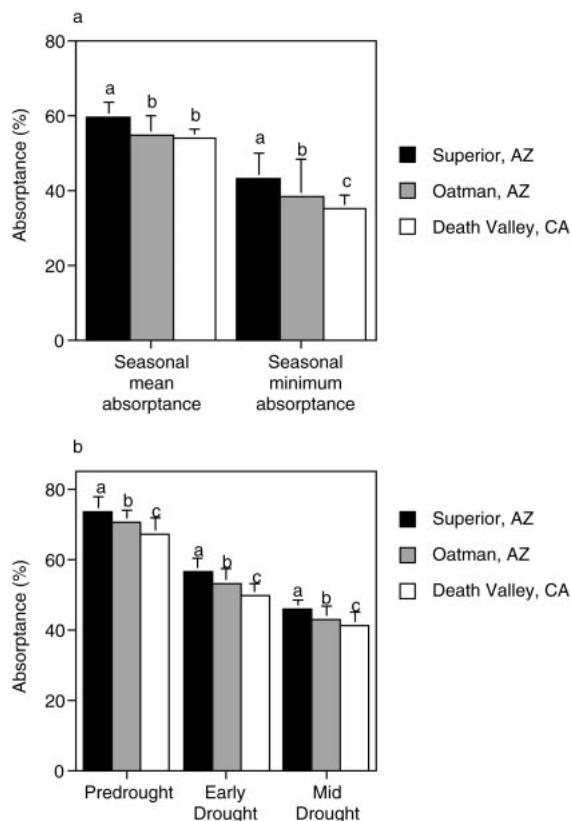 a
80
60
40
20
0
Absorptance (%)
a
b
b
a
b
c
Superior, AZ
Oatman, AZ
Death Valley, CA
Seasonal
mean
absorptance
Seasonal
minimum
absorptance
b
80
60
40
20
0
Absorptance (%)
a
b
c
a
b
c
a
b
c
Superior, AZ
Oatman, AZ
Death Valley, CA
Predrought
Early
Drought
Mid
Drought